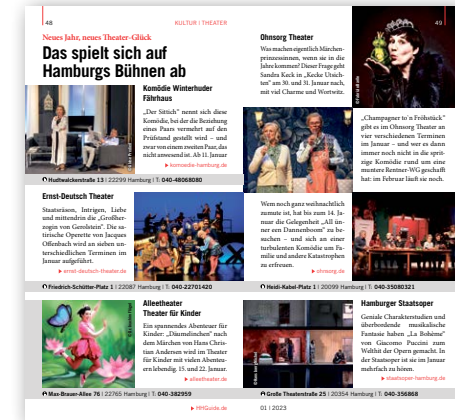 48
KULTUR | THEATER
49
Neues Jahr, neues Theater-Glück
Das spielt sich auf
Hamburgs Bühnen ab
Komödie Winterhuder
Fährhaus
„Der Sittich" nennt sich diese
Komödie, bei der die Beziehung
eines Paars vermehrt auf den
Prüfstand gestellt wird – und
zwar von einem zweiten Paar, das
nicht anwesend ist. Ab 11. Januar
komoedie-hamburg.de
Hudtwalckerstraße 13 | 22299 Hamburg | T: 040-48068080
Ernst-Deutsch Theater
Staatsräson, Intrigen, Liebe
und mittendrin die „Großher-
zogin von Gerolstein". Die sa-
tirische Operette von Jacques
Offenbach wird an sieben un-
terschiedlichen Terminen im
Januar aufgeführt.
ernst-deutsch-theater.de
Friedrich-Schütter-Platz 1 | 22087 Hamburg | T: 040-22701420
Alleetheater
Theater für Kinder
Ein spannendes Abenteuer für
Kinder: „Däumelinchen" nach
dem Märchen von Hans Chris-
tian Andersen wird im Theater
für Kinder mit vielen Abenteu-
ern lebendig. 15. und 22. Januar.
alleetheater.de
Max-Brauer-Allee 76 | 22765 Hamburg | T: 040-382959
Ohnsorg Theater
Was machen eigentlich Märchen-
prinzessinnen, wenn sie in die
Jahre kommen? Dieser Frage geht
Sandra Keck in „Kecke Utsich-
ten" am 30. und 31. Januar nach,
mit viel Charme und Wortwitz.
„Champagner to'n Fröhstück"
gibt es im Ohnsorg Theater an
vier verschiedenen Terminen
im Januar – und wer es dann
immer noch nicht in die sprit-
zige Komödie rund um eine
muntere Rentner-WG geschafft
hat: im Februar läuft sie noch.
Wem noch ganz weihnachtlich
zumute ist, hat bis zum 14. Ja-
nuar die Gelegenheit „All ün-
ner een Dannenboom" zu be-
suchen – und sich an einer
turbulenten Komödie um Fa-
milie und andere Katastrophen
zu erfreuen.
ohnsorg.de
Heidi-Kabel-Platz 1 | 20099 Hamburg | T: 040-35080321
Hamburger Staatsoper
Geniale Charakterstudien und
überbordende musikalische
Fantasie haben „La Bohème"
von Giacomo Puccini zum
Welthit der Opern gemacht. In
der Staatsoper ist sie im Januar
mehrfach zu hören.
staatsoper-hamburg.de
Große Theaterstraße 25 | 20354 Hamburg | T: 040-356868
HHGuide.de
01 | 2023